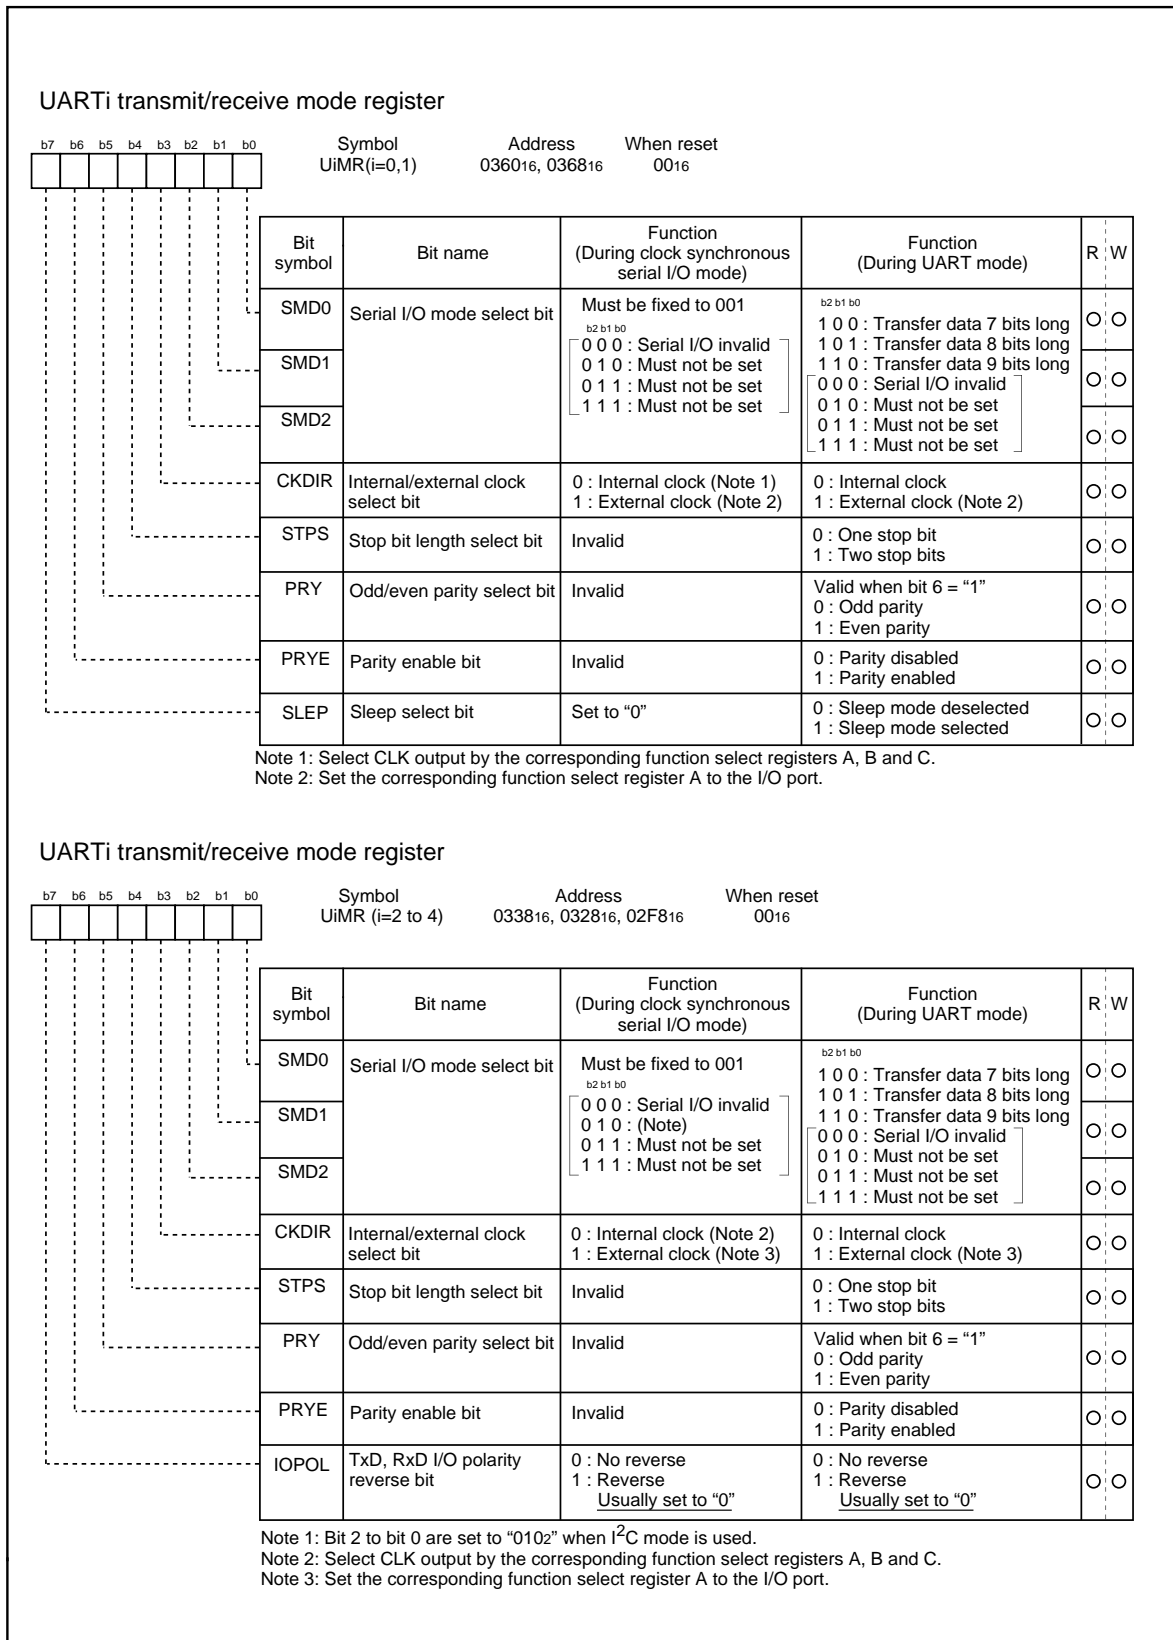 UARTi transmit/receive mode register
b7 b6 b5 b4 b3 b2 b1 b0
Symbol Address When reset
UiMR(i=0,1) 036016, 036816 0016
Bit symbol Bit name Function (During clock synchronous serial I/O mode) Function (During UART mode) R W
SMD0 Serial I/O mode select bit
SMD1
SMD2
Must be fixed to 001
b2 b1 b0
0 0 0 : Serial I/O invalid
0 1 0 : Must not be set
0 1 1 : Must not be set
1 1 1 : Must not be set
b2 b1 b0
1 0 0 : Transfer data 7 bits long
1 0 1 : Transfer data 8 bits long
1 1 0 : Transfer data 9 bits long
0 0 0 : Serial I/O invalid
0 1 0 : Must not be set
0 1 1 : Must not be set
1 1 1 : Must not be set
CKDIR Internal/external clock select bit
0 : Internal clock (Note 1)
1 : External clock (Note 2)
0 : Internal clock
1 : External clock (Note 2)
STPS Stop bit length select bit Invalid
0 : One stop bit
1 : Two stop bits
PRY Odd/even parity select bit Invalid
Valid when bit 6 = “1”
0 : Odd parity
1 : Even parity
PRYE Parity enable bit Invalid
0 : Parity disabled
1 : Parity enabled
SLEP Sleep select bit Set to “0”
0 : Sleep mode deselected
1 : Sleep mode selected
Note 1: Select CLK output by the corresponding function select registers A, B and C.
Note 2: Set the corresponding function select register A to the I/O port.
UARTi transmit/receive mode register
b7 b6 b5 b4 b3 b2 b1 b0
Symbol Address When reset
UiMR (i=2 to 4) 033816, 032816, 02F816 0016
Bit symbol Bit name Function (During clock synchronous serial I/O mode) Function (During UART mode) R W
SMD0 Serial I/O mode select bit
SMD1
SMD2
Must be fixed to 001
b2 b1 b0
0 0 0 : Serial I/O invalid
0 1 0 : (Note)
0 1 1 : Must not be set
1 1 1 : Must not be set
b2 b1 b0
1 0 0 : Transfer data 7 bits long
1 0 1 : Transfer data 8 bits long
1 1 0 : Transfer data 9 bits long
0 0 0 : Serial I/O invalid
0 1 0 : Must not be set
0 1 1 : Must not be set
1 1 1 : Must not be set
CKDIR Internal/external clock select bit
0 : Internal clock (Note 2)
1 : External clock (Note 3)
0 : Internal clock
1 : External clock (Note 3)
STPS Stop bit length select bit Invalid
0 : One stop bit
1 : Two stop bits
PRY Odd/even parity select bit Invalid
Valid when bit 6 = “1”
0 : Odd parity
1 : Even parity
PRYE Parity enable bit Invalid
0 : Parity disabled
1 : Parity enabled
IOPOL TxD, RxD I/O polarity reverse bit
0 : No reverse
1 : Reverse
Usually set to “0”
0 : No reverse
1 : Reverse
Usually set to “0”
Note 1: Bit 2 to bit 0 are set to “0102” when I2C mode is used.
Note 2: Select CLK output by the corresponding function select registers A, B and C.
Note 3: Set the corresponding function select register A to the I/O port.